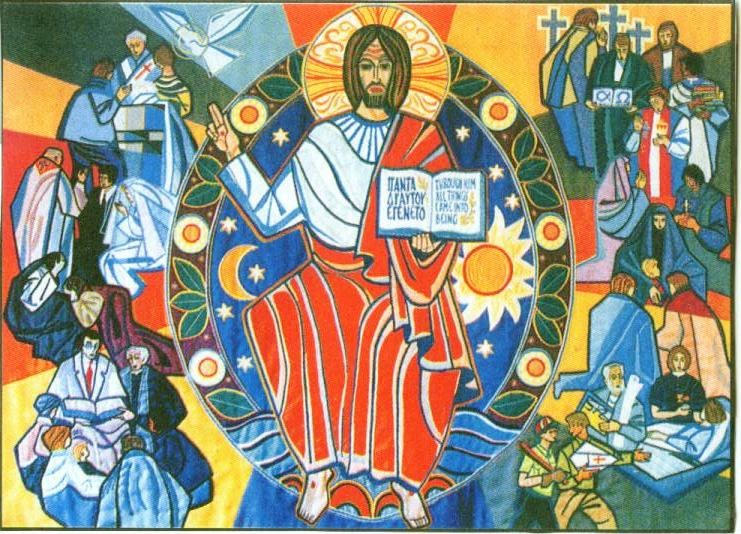 ΠΑΝΤΑ
ΔΙ ΑΥΤΟΥ
ΕΓΕΝΕΤΟ
THROUGH HIM
ALL THINGS
CAME INTO
BEING
Α Ω